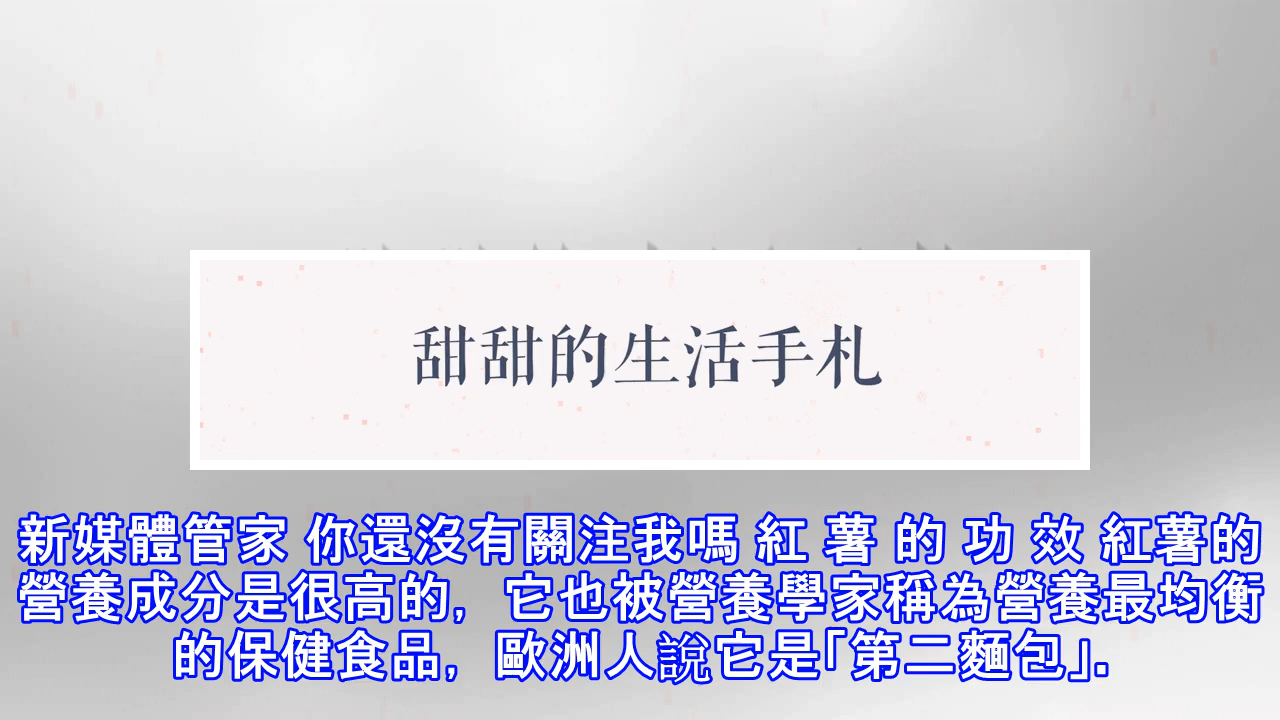 甜甜的生活手札
新媒體管家 你還沒有關注我嗎 紅 薯 的 功 效 紅薯的
營養成分是很高的，它也被營養學家稱為營養最均衡
的保健食品，歐洲人說它是「第二麵包」.